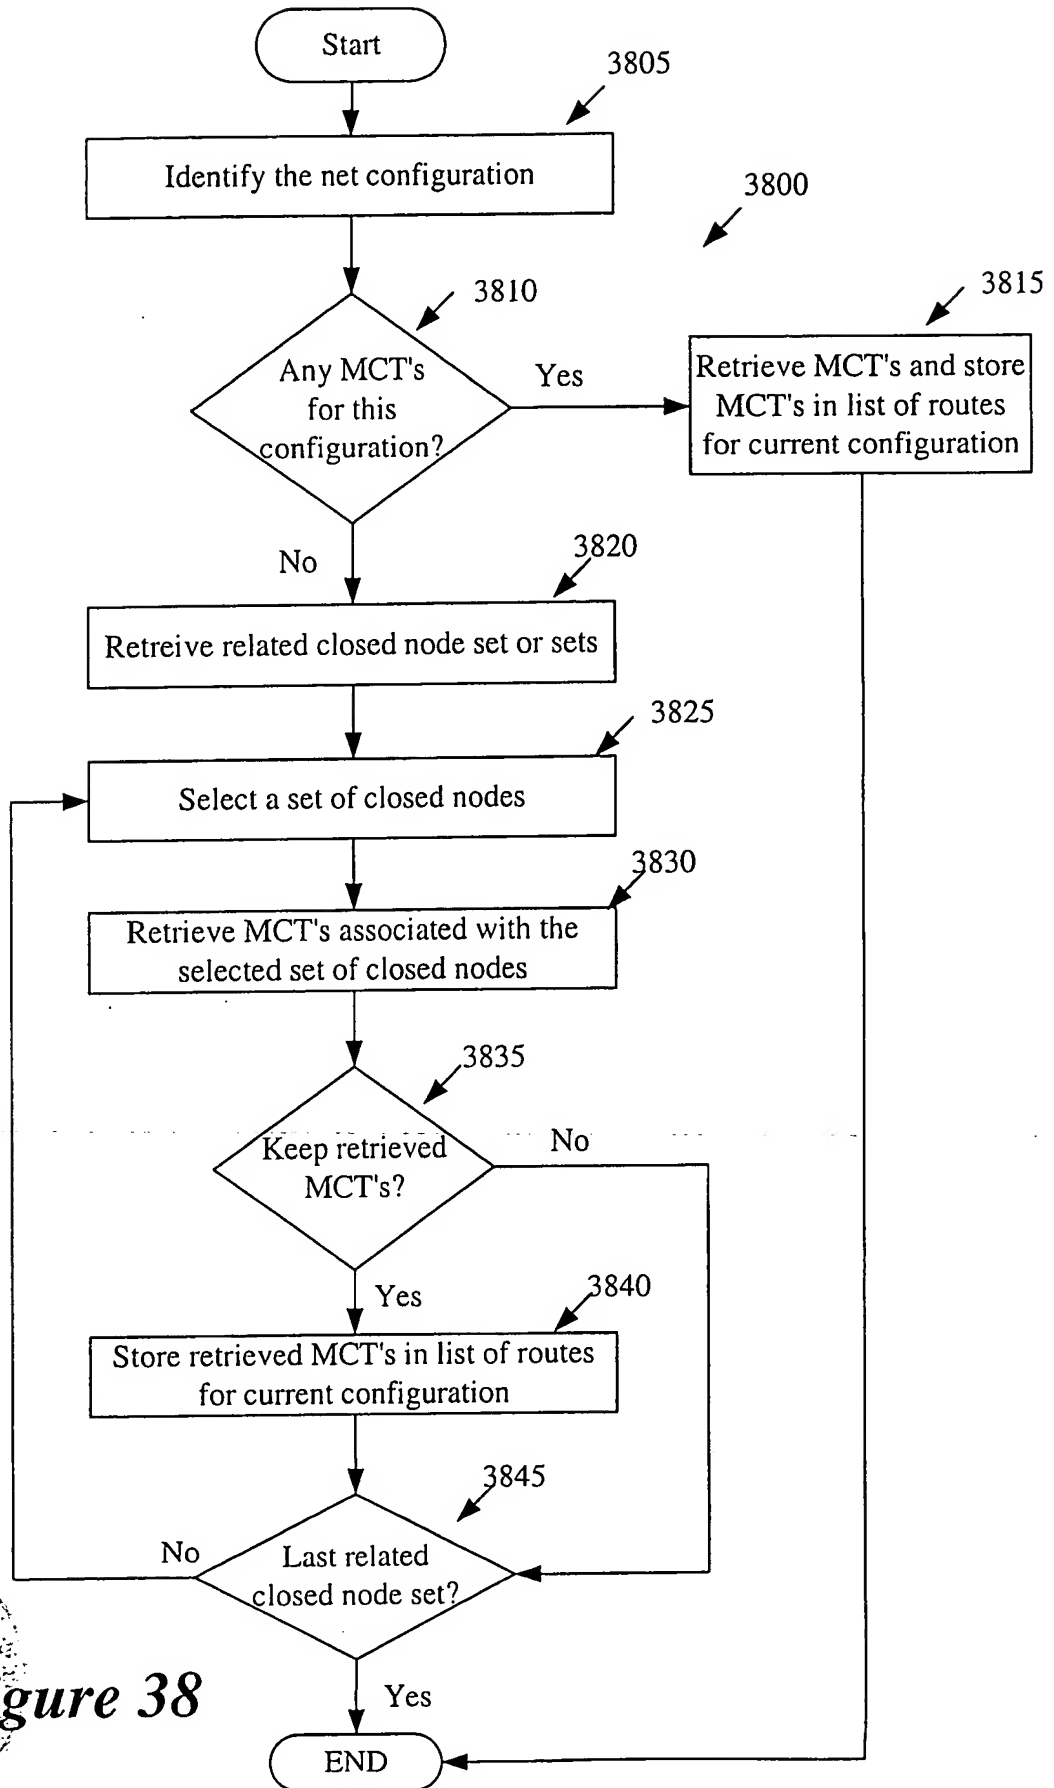 Start
3805
Identify the net configuration
3800
3810
3815
Any MCT's
for this
configuration?
Yes
Retrieve MCT's and store
MCT's in list of routes
for current configuration
No
3820
Retreive related closed node set or sets
3825
Select a set of closed nodes
3830
Retrieve MCT's associated with the
selected set of closed nodes
3835
Keep retrieved
MCT's?
No
Yes
3840
Store retrieved MCT's in list of routes
for current configuration
3845
No
Last related
closed node set?
gure 38
Yes
END